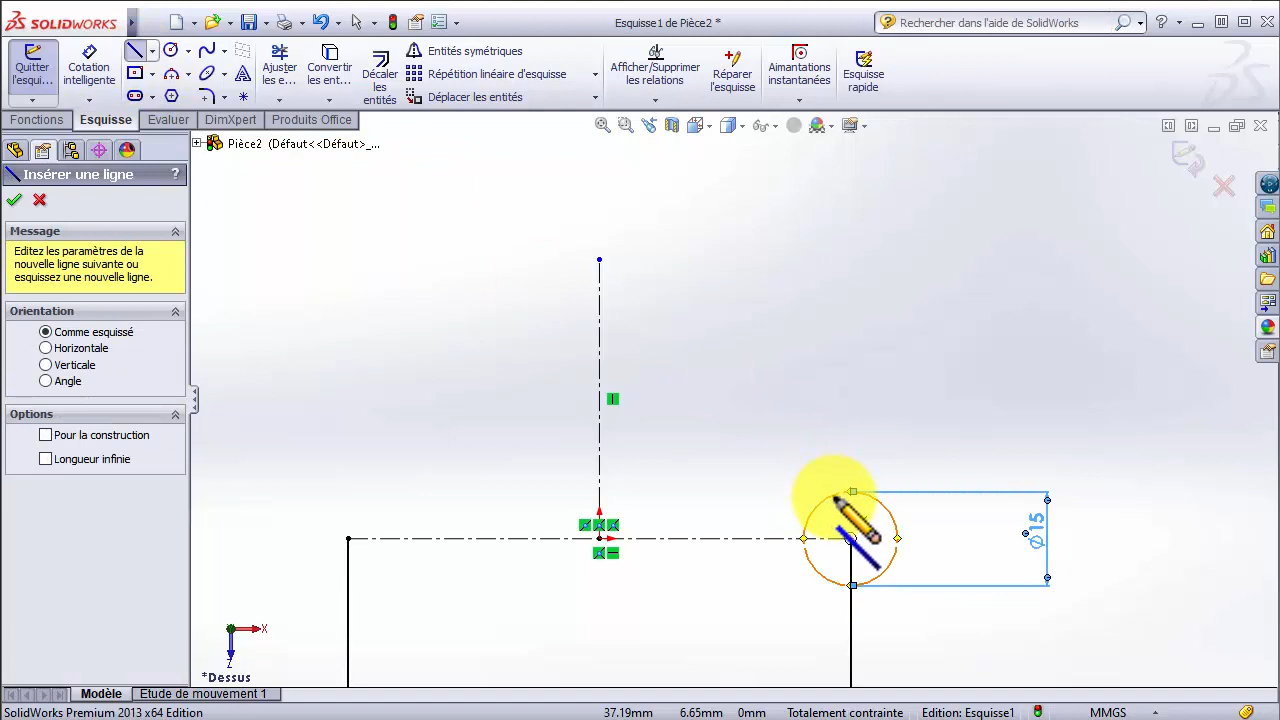 SOLIDWORKS
Esquisse1 de Pièce2 *
Rechercher dans l'aide de SolidWorks
Quitter l'esqui...
Cotation intelligente
Ajuster les e...
Convertir les ent...
Décaler les entités
Entités symétriques
Répétition linéaire d'esquisse
Déplacer les entités
Afficher/Supprimer les relations
Réparer l'esquisse
Aimantations instantanées
Esquisse rapide
Fonctions
Esquisse
Evaluer
DimXpert
Produits Office
Pièce2 (Défaut<<Défaut>_...
Insérer une ligne
?
Message
Editez les paramètres de la
nouvelle ligne suivante ou
esquissez une nouvelle ligne.
Orientation
Comme esquissé
Horizontale
Verticale
Angle
Options
Pour la construction
Longueur infinie
∅15
X
Z
*Dessus
Modèle
Etude de mouvement 1
SolidWorks Premium 2013 x64 Edition
37.19mm
6.65mm
0mm
Totalement contrainte
Edition: Esquisse1
MMGS